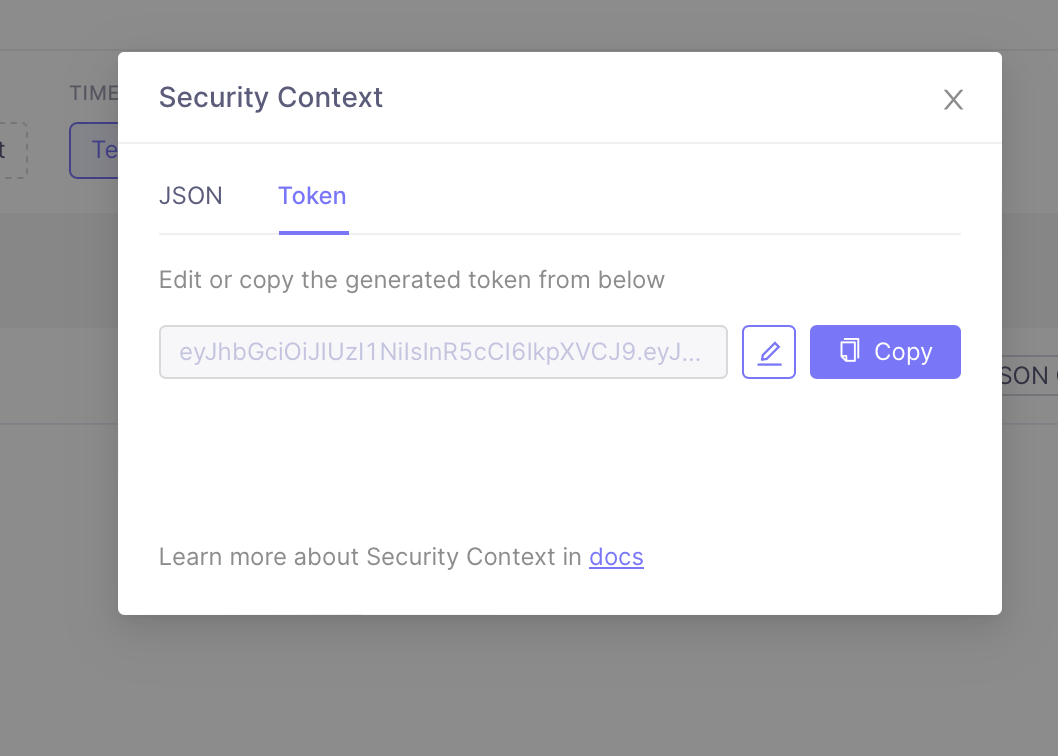 Security Context
TIME
t
Te
JSON
Token
Edit or copy the generated token from below
eyJhbGciOiJIUzI1NiIsInR5cCI6IkpXVCJ9.eyJ...
Copy
SON
Learn more about Security Context in docs